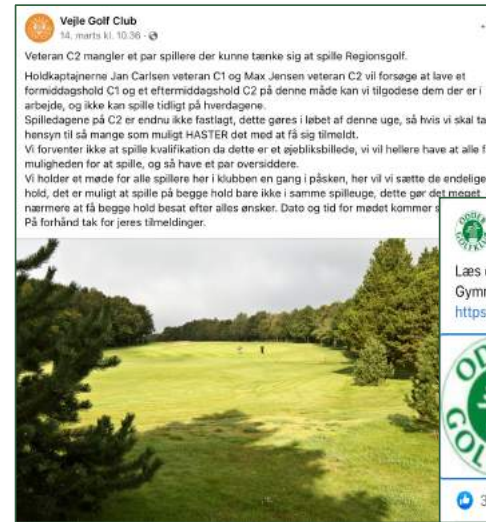 Vejle Golf Club
14. marts kl. 10.36 ·
Veteran C2 mangler et par spillere der kunne tænke sig at spille Regionsgolf.
Holdkaptajnerne Jan Carlsen veteran C1 og Max Jensen veteran C2 vil forsøge at lave et
formiddagshold C1 og et eftermiddagshold C2 på denne måde kan vi tilgodese dem der er i
arbejde, og ikke kan spille tidligt på hverdagene.
Spilledagene på C2 er endnu ikke fastlagt, dette gøres i løbet af denne uge, så hvis vi skal ta
hensyn til så mange som muligt HASTER det med at få sig tilmeldt.
Vi forventer ikke at spille kvalifikation da dette er et øjebliksbillede, vi vil hellere have at alle f
muligheden for at spille, og så have et par oversiddere.
Vi holder et møde for alle spillere her i klubben en gang i påsken, her vil vi sætte de endelige
hold, det er muligt at spille på begge hold bare ikke i samme spilleuge, dette gør det meget
nærmere at få begge hold besat efter alles ønsker. Dato og tid for mødet kommer s
På forhånd tak for jeres tilmeldinger.
Læs
Gymr
https
ODD
GOL
3